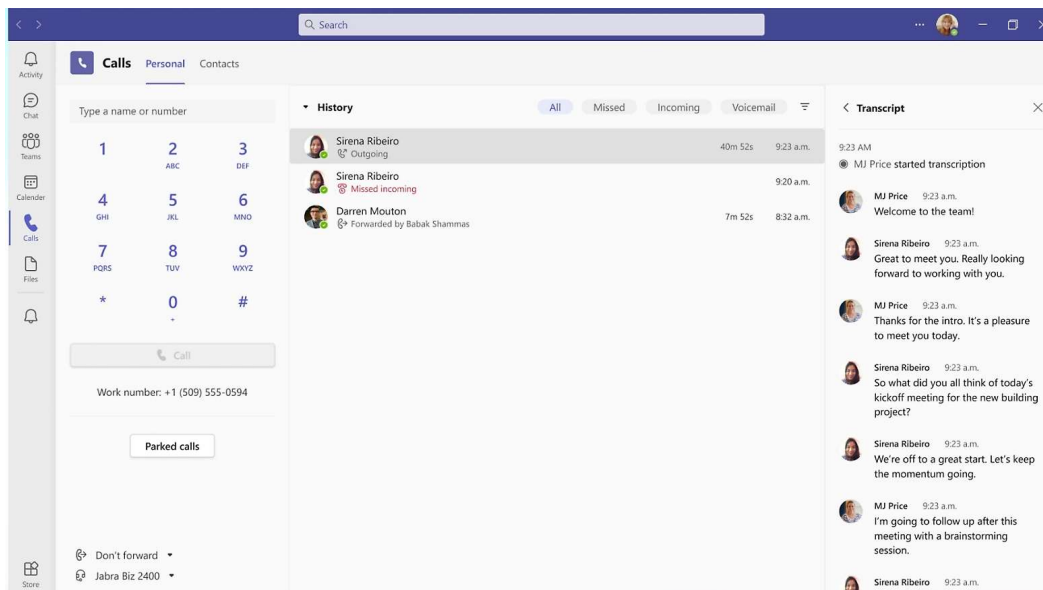 Search
Activity
Chat
Teams
Calender
Calls
Files
Store
Calls Personal Contacts
Type a name or number
1 2 3
ABC DEF
4 5 6
GHI JKL MNO
7 8 9
PQRS TUV WXYZ
* 0 #
+
Call
Work number: +1 (509) 555-0594
Parked calls
Don't forward
Jabra Biz 2400
History All Missed Incoming Voicemail
Sirena Ribeiro
Outgoing 40m 52s 9:23 a.m.
Sirena Ribeiro
Missed incoming 9:20 a.m.
Darren Mouton
Forwarded by Babak Shammas 7m 52s 8:32 a.m.
Transcript
9:23 AM
MJ Price started transcription
MJ Price 9:23 a.m.
Welcome to the team!
Sirena Ribeiro 9:23 a.m.
Great to meet you. Really looking
forward to working with you.
MJ Price 9:23 a.m.
Thanks for the intro. It's a pleasure
to meet you today.
Sirena Ribeiro 9:23 a.m.
So what did you all think of today's
kickoff meeting for the new building
project?
Sirena Ribeiro 9:23 a.m.
We're off to a great start. Let's keep
the momentum going.
MJ Price 9:23 a.m.
I'm going to follow up after this
meeting with a brainstorming
session.
Sirena Ribeiro 9:23 a.m.